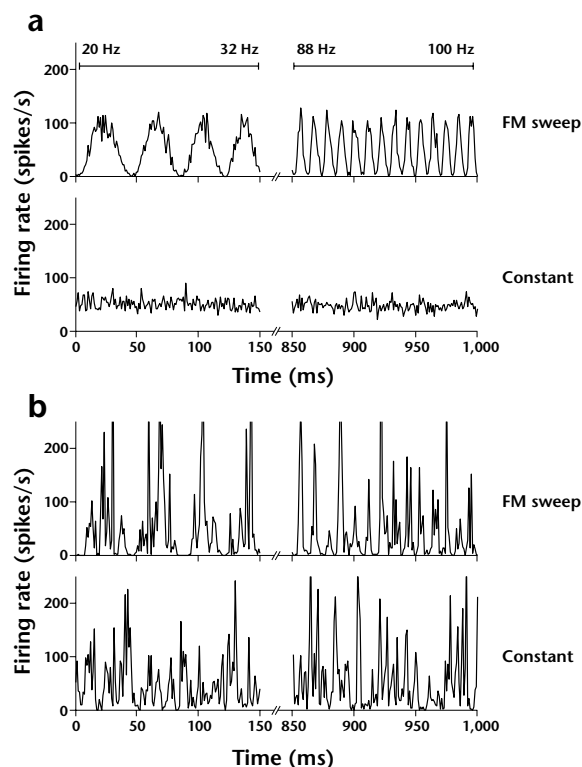 a
20 Hz 32 Hz 88 Hz 100 Hz
200
100
0
FM sweep
Firing rate (spikes/s)
200
100
0
Constant
0 50 100 150 850 900 950 1,000
Time (ms)
b
200
100
0
FM sweep
Firing rate (spikes/s)
200
100
0
Constant
0 50 100 150 850 900 950 1,000
Time (ms)